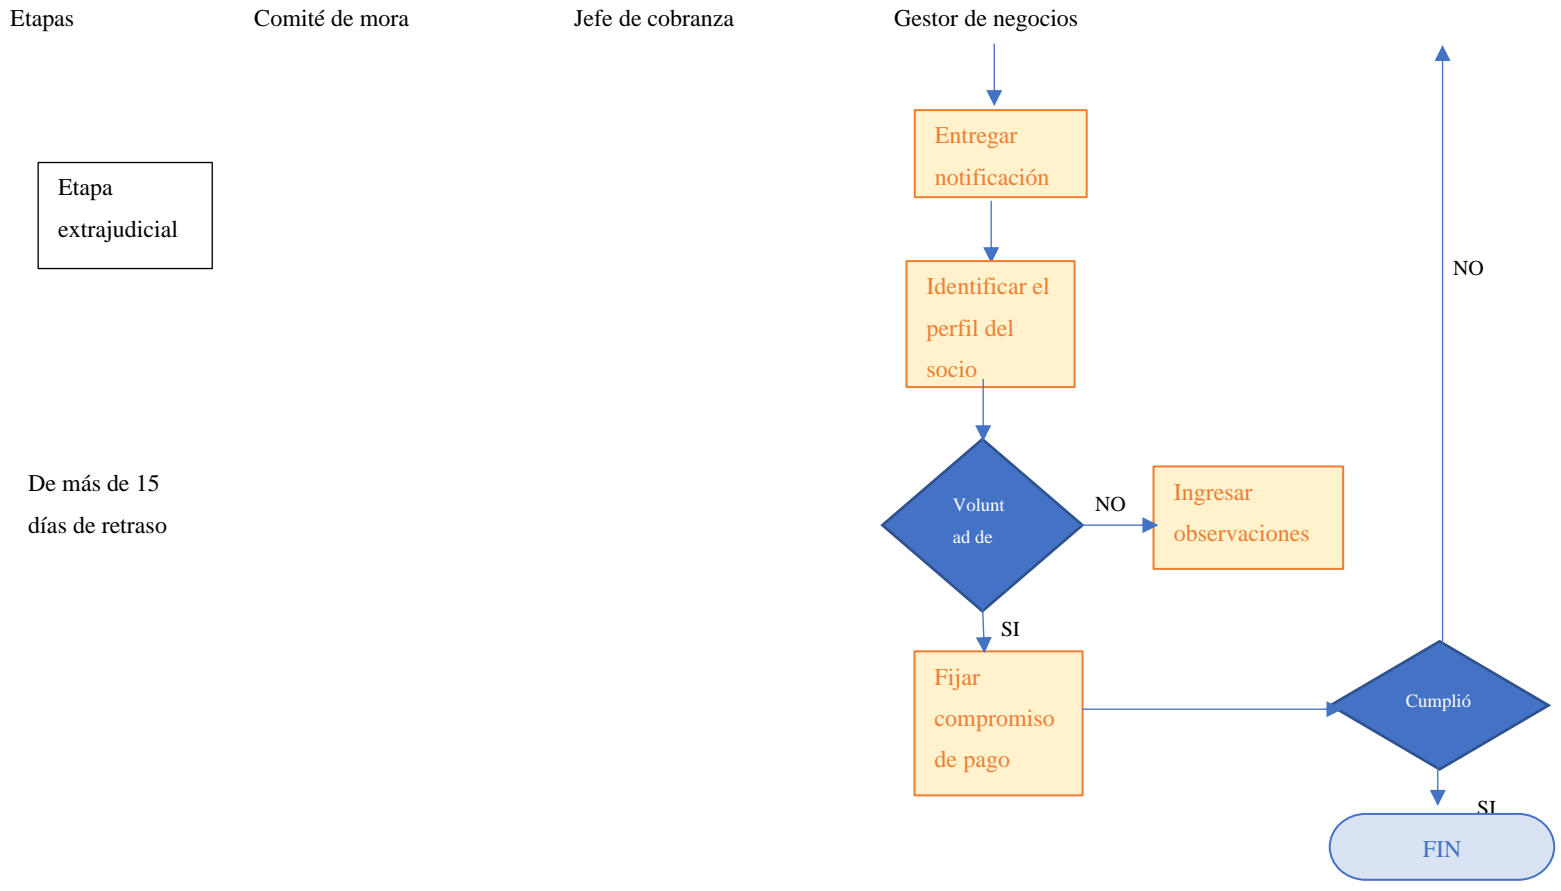 Etapas
Comité de mora
Jefe de cobranza
Gestor de negocios
Entregar
notificación
Etapa
extrajudicial
Identificar el
perfil del
socio
NO
De más de 15
días de retraso
Volunt
ad de
NO
Ingresar
observaciones
SI
Fijar
compromiso
de pago
Cumplió
SI
FIN